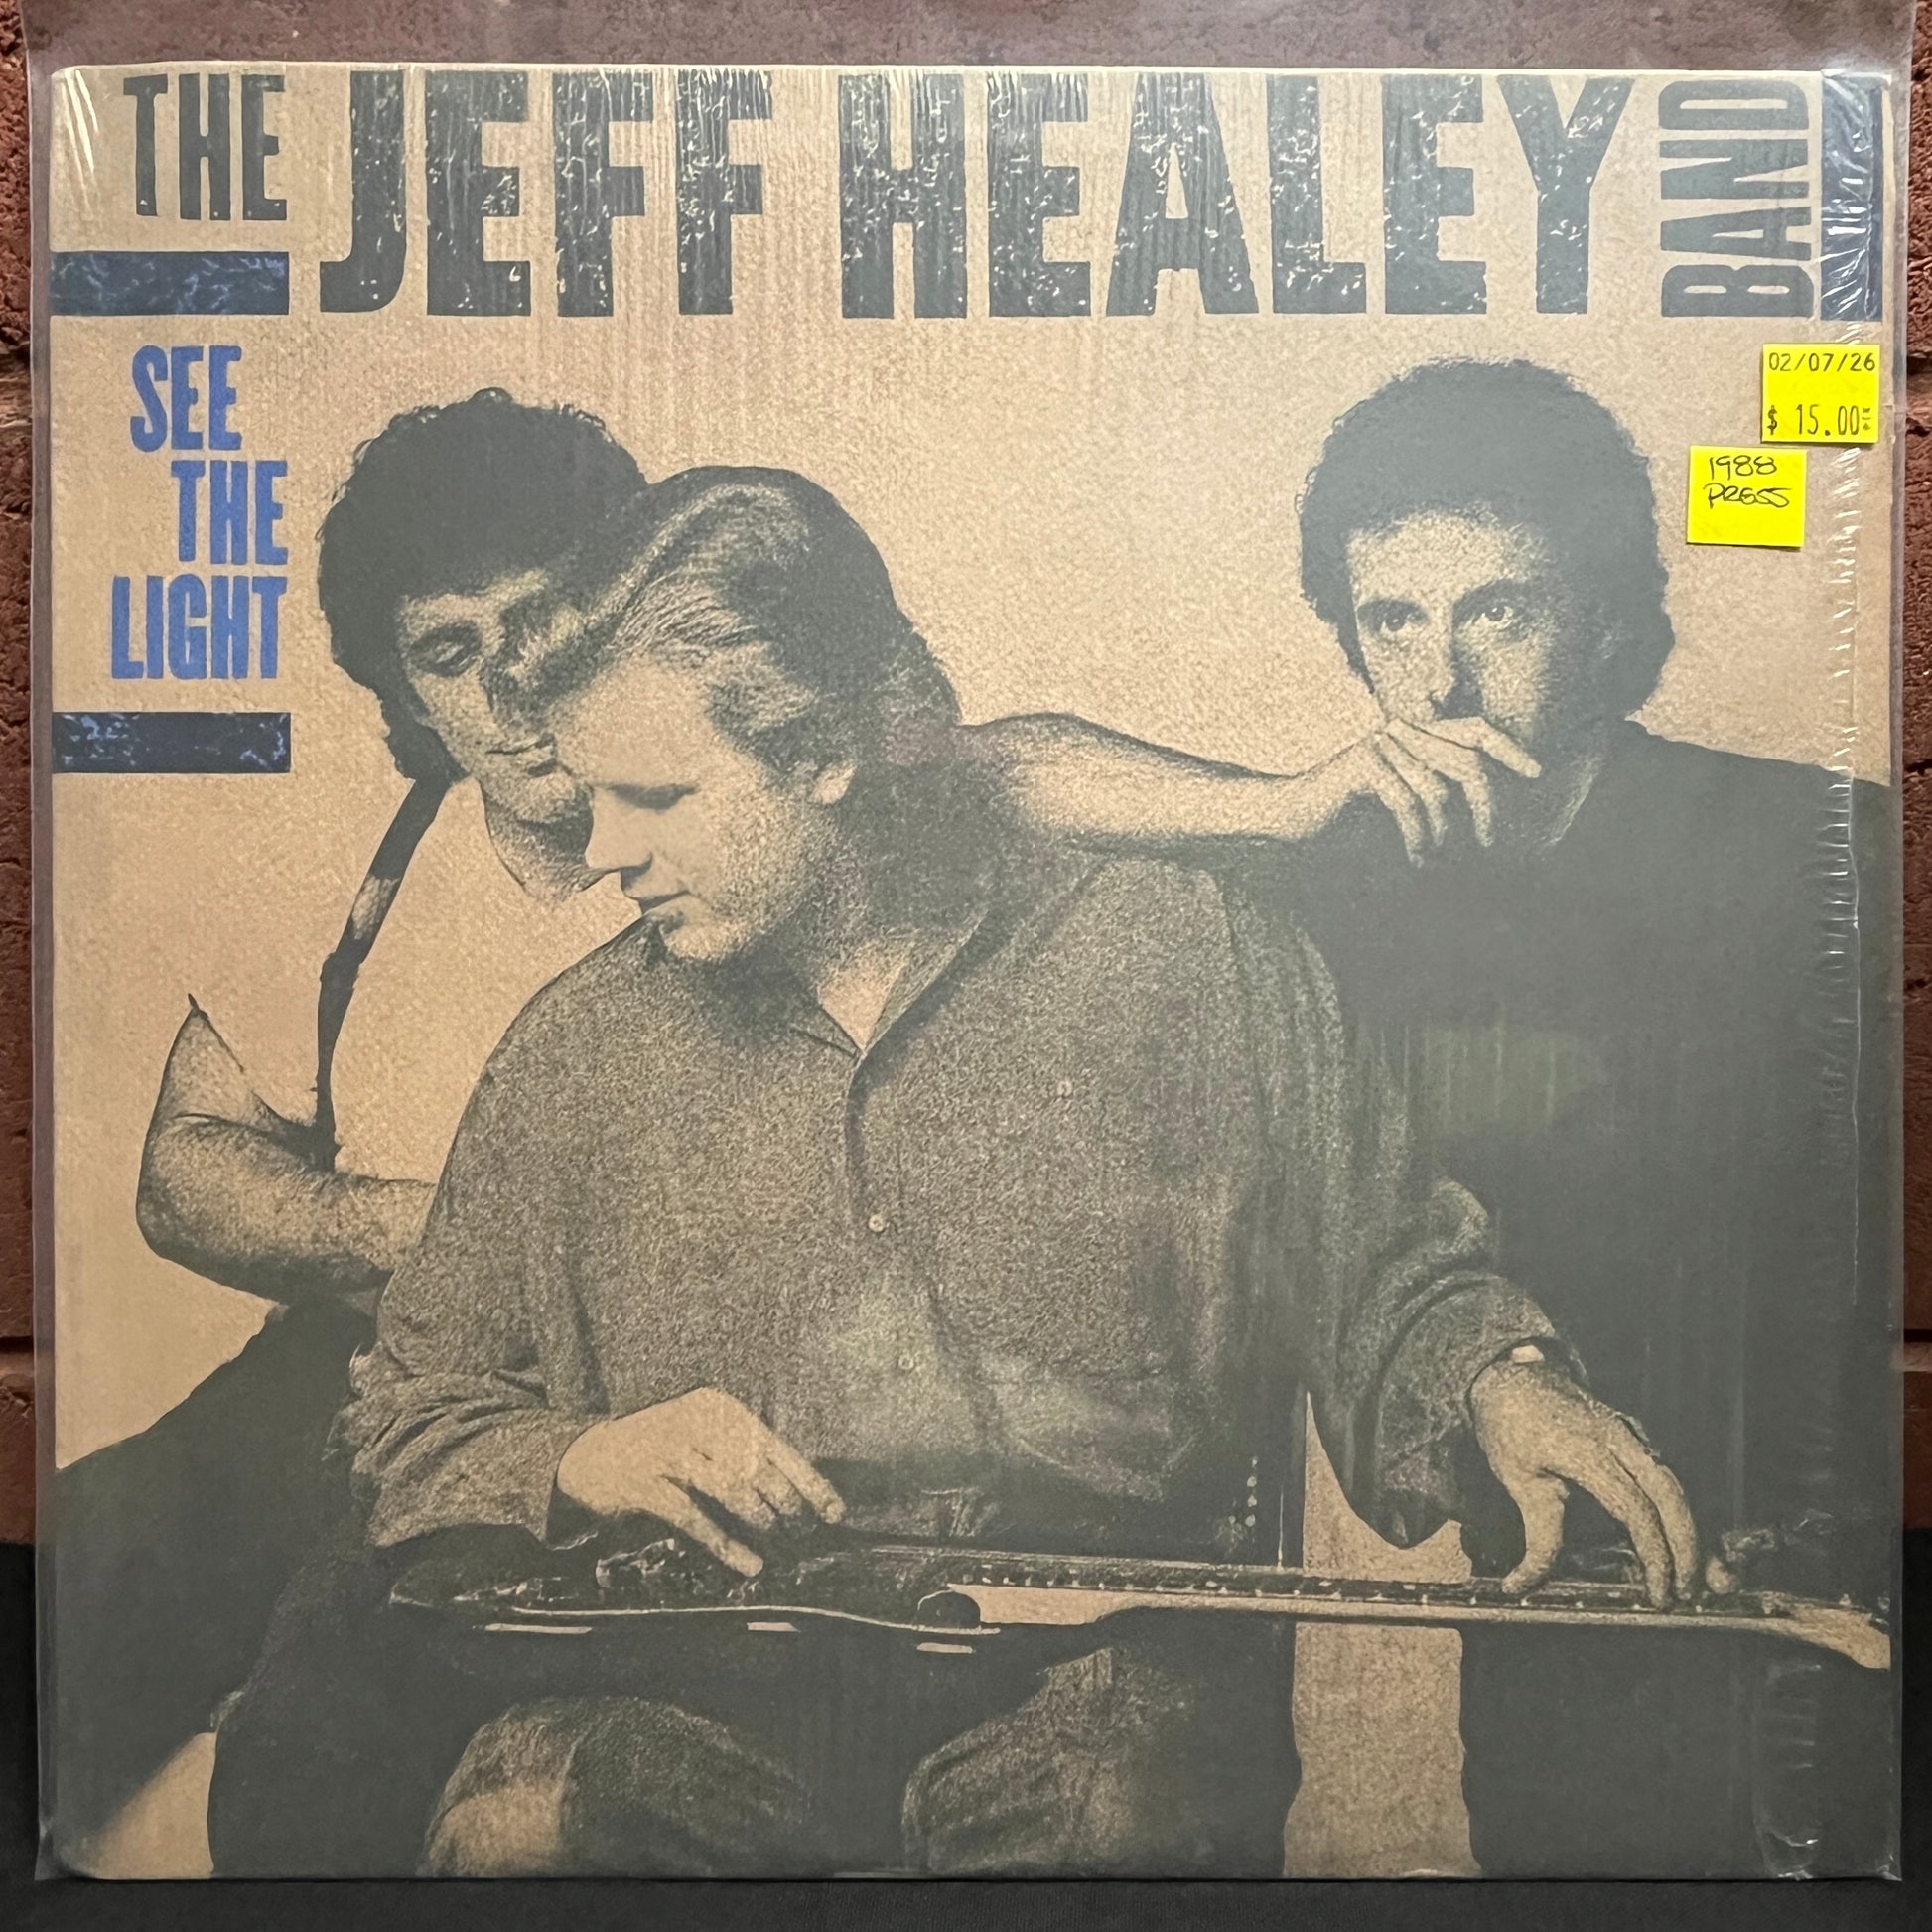 THE JEFF HEALEY BAND
SEE
THE
LIGHT
02/07/26
$ 15.00
1988
PRESS